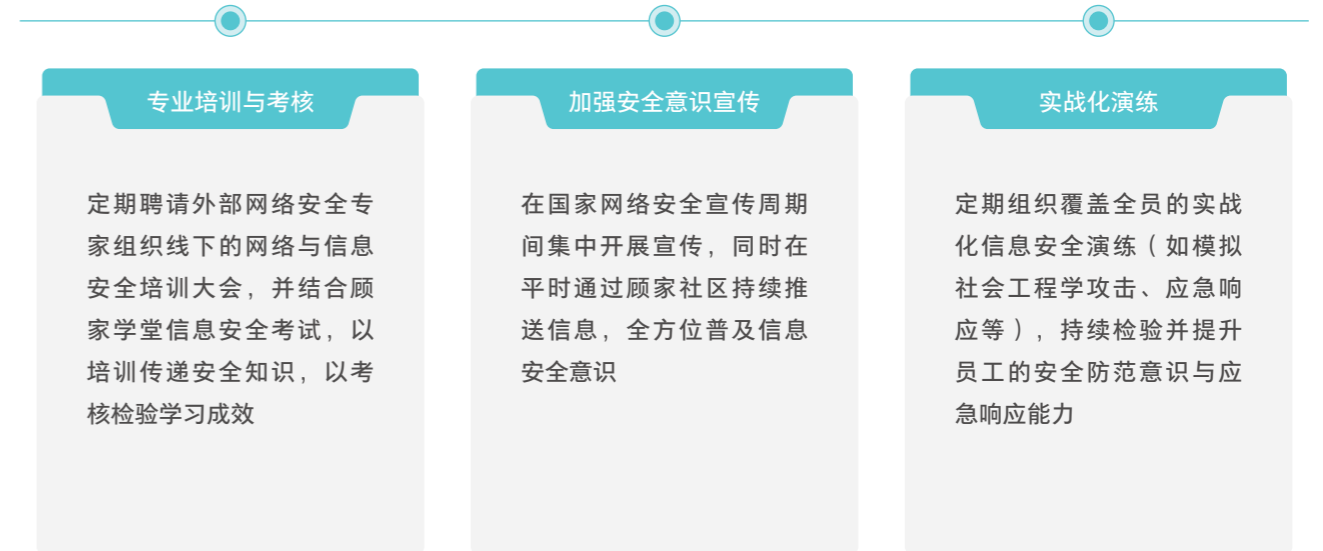 专业培训与考核
定期聘请外部网络安全专
家组织线下的网络与信息
安全培训大会，并结合顾
家学堂信息安全考试，以
培训传递安全知识，以考
核检验学习成效
加强安全意识宣传
在国家网络安全宣传周期
间集中开展宣传，同时在
平时通过顾家社区持续推
送信息，全方位普及信息
安全意识
实战化演练
定期组织覆盖全员的实战
化信息安全演练（如模拟
社会工程学攻击、应急响
应等），持续检验并提升
员工的安全防范意识与应
急响应能力